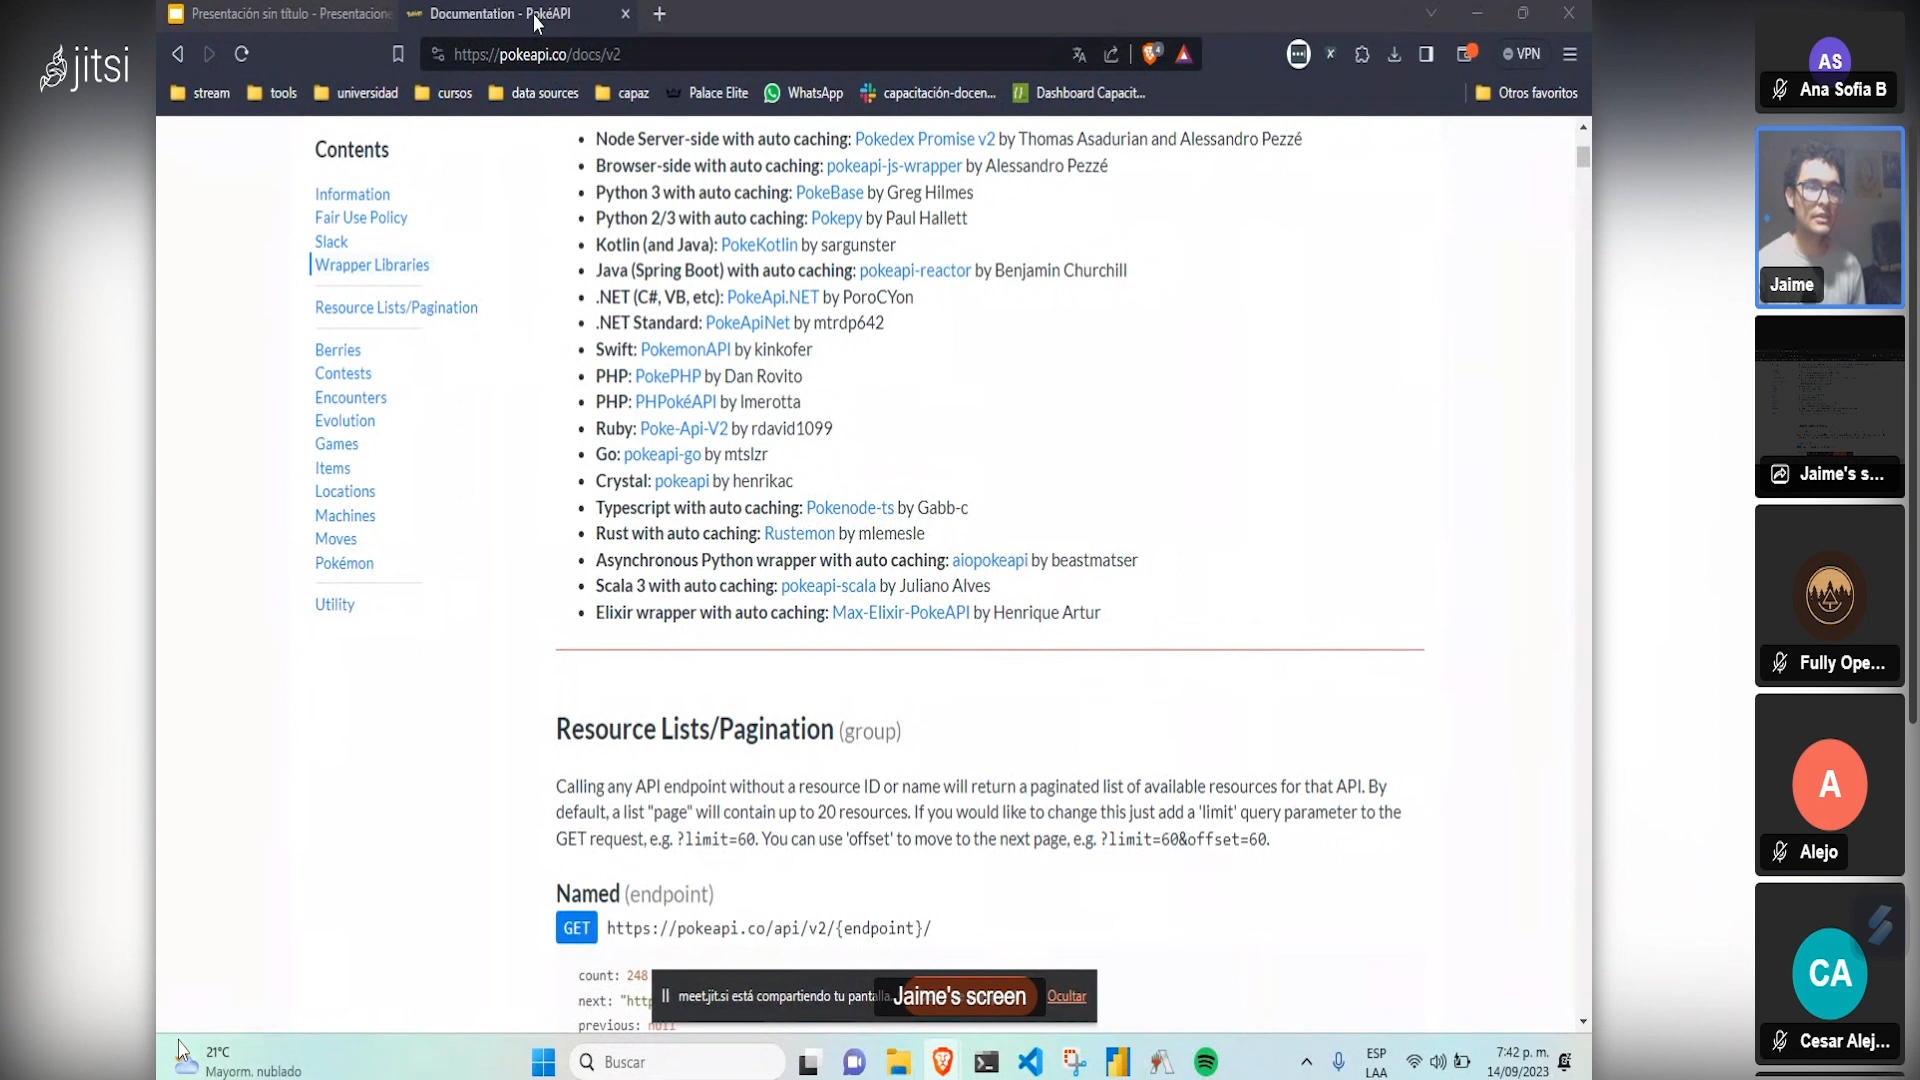 jitsi
Presentación sin título - Presentacione
Documentation - PokéAPI
https://pokeapi.co/docs/v2
VPN
stream
tools
universidad
cursos
data sources
capaz
Palace Elite
WhatsApp
capacitación-docen...
Dashboard Capacit...
Otros favoritos
Contents
Information
Fair Use Policy
Slack
Wrapper Libraries
Resource Lists/Pagination
Berries
Contests
Encounters
Evolution
Games
Items
Locations
Machines
Moves
Pokémon
Utility
Node Server-side with auto caching: Pokedex Promise v2 by Thomas Asadurian and Alessandro Pezzé
Browser-side with auto caching: pokeapi-js-wrapper by Alessandro Pezzé
Python 3 with auto caching: PokeBase by Greg Hilmes
Python 2/3 with auto caching: Pokepy by Paul Hallett
Kotlin (and Java): PokeKotlin by sargunster
Java (Spring Boot) with auto caching: pokeapi-reactor by Benjamin Churchill
.NET (C#, VB, etc): PokeApi.NET by PoroCYon
.NET Standard: PokeApiNet by mtrdp642
Swift: PokemonAPI by kinkofer
PHP: PokePHP by Dan Rovito
PHP: PHPokéAPI by lmerotta
Ruby: Poke-Api-V2 by rdavid1099
Go: pokeapi-go by mtslzr
Crystal: pokeapi by henrikac
Typescript with auto caching: Pokenode-ts by Gabb-c
Rust with auto caching: Rustemon by mlemesle
Asynchronous Python wrapper with auto caching: aiopokeapi by beastmatser
Scala 3 with auto caching: pokeapi-scala by Juliano Alves
Elixir wrapper with auto caching: Max-Elixir-PokeAPI by Henrique Artur
Resource Lists/Pagination (group)
Calling any API endpoint without a resource ID or name will return a paginated list of available resources for that API. By
default, a list "page" will contain up to 20 resources. If you would like to change this just add a 'limit' query parameter to the
GET request, e.g. ?limit=60. You can use 'offset' to move to the next page, e.g. ?limit=60&offset=60.
Named (endpoint)
GET https://pokeapi.co/api/v2/{endpoint}/
count: 248
next: "http
previous: null
meet.jit.si está compartiendo tu pantalla.
Jaime's screen
Ocultar
21°C
Mayorm. nublado
Buscar
ESP
LAA
7:42 p. m.
14/09/2023
AS
Ana Sofia B
Jaime
Jaime's s...
Fully Ope...
A
Alejo
CA
Cesar Alej...